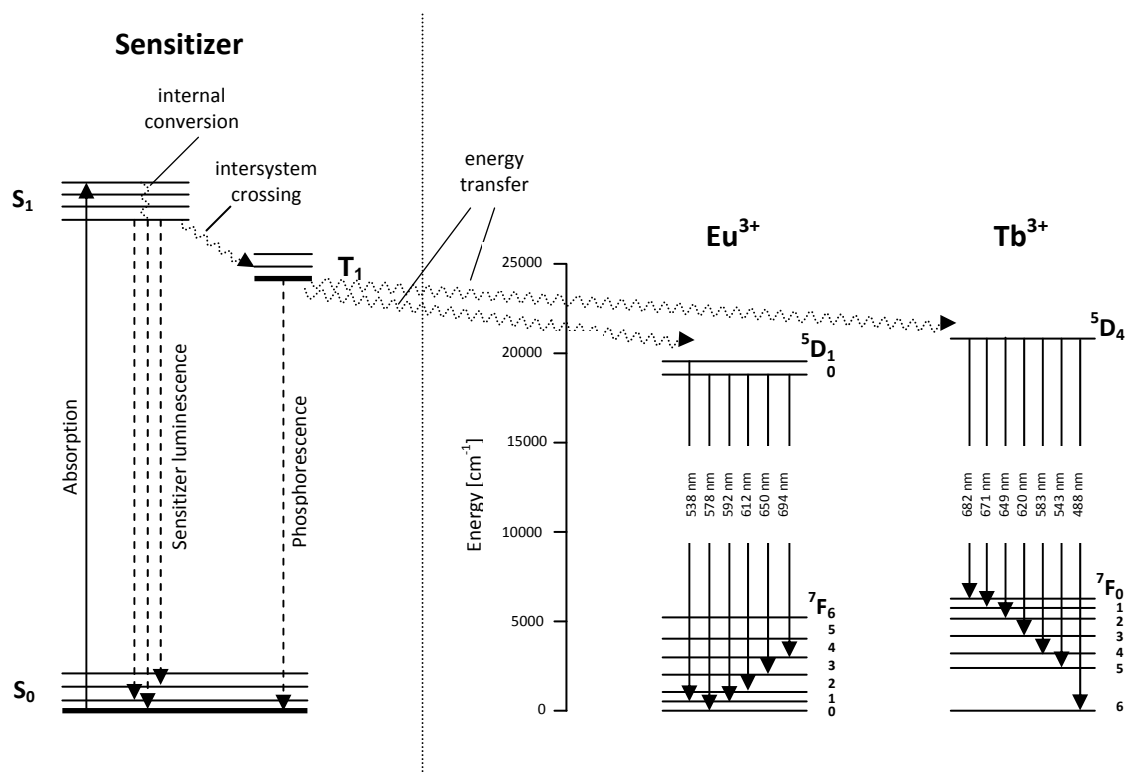 Sensitizer
internal
conversion
intersystem
crossing
energy
transfer
S₁
T₁
Eu³⁺
Tb³⁺
25000
20000
15000
10000
5000
0
Energy [cm⁻¹]
Absorption
Sensitizer luminescence
Phosphorescence
S₀
⁵D₁
0
538 nm
578 nm
592 nm
612 nm
650 nm
694 nm
⁷F₆
5
4
3
2
1
0
⁵D₄
682 nm
671 nm
649 nm
620 nm
583 nm
543 nm
488 nm
⁷F₀
1
2
3
4
5
6